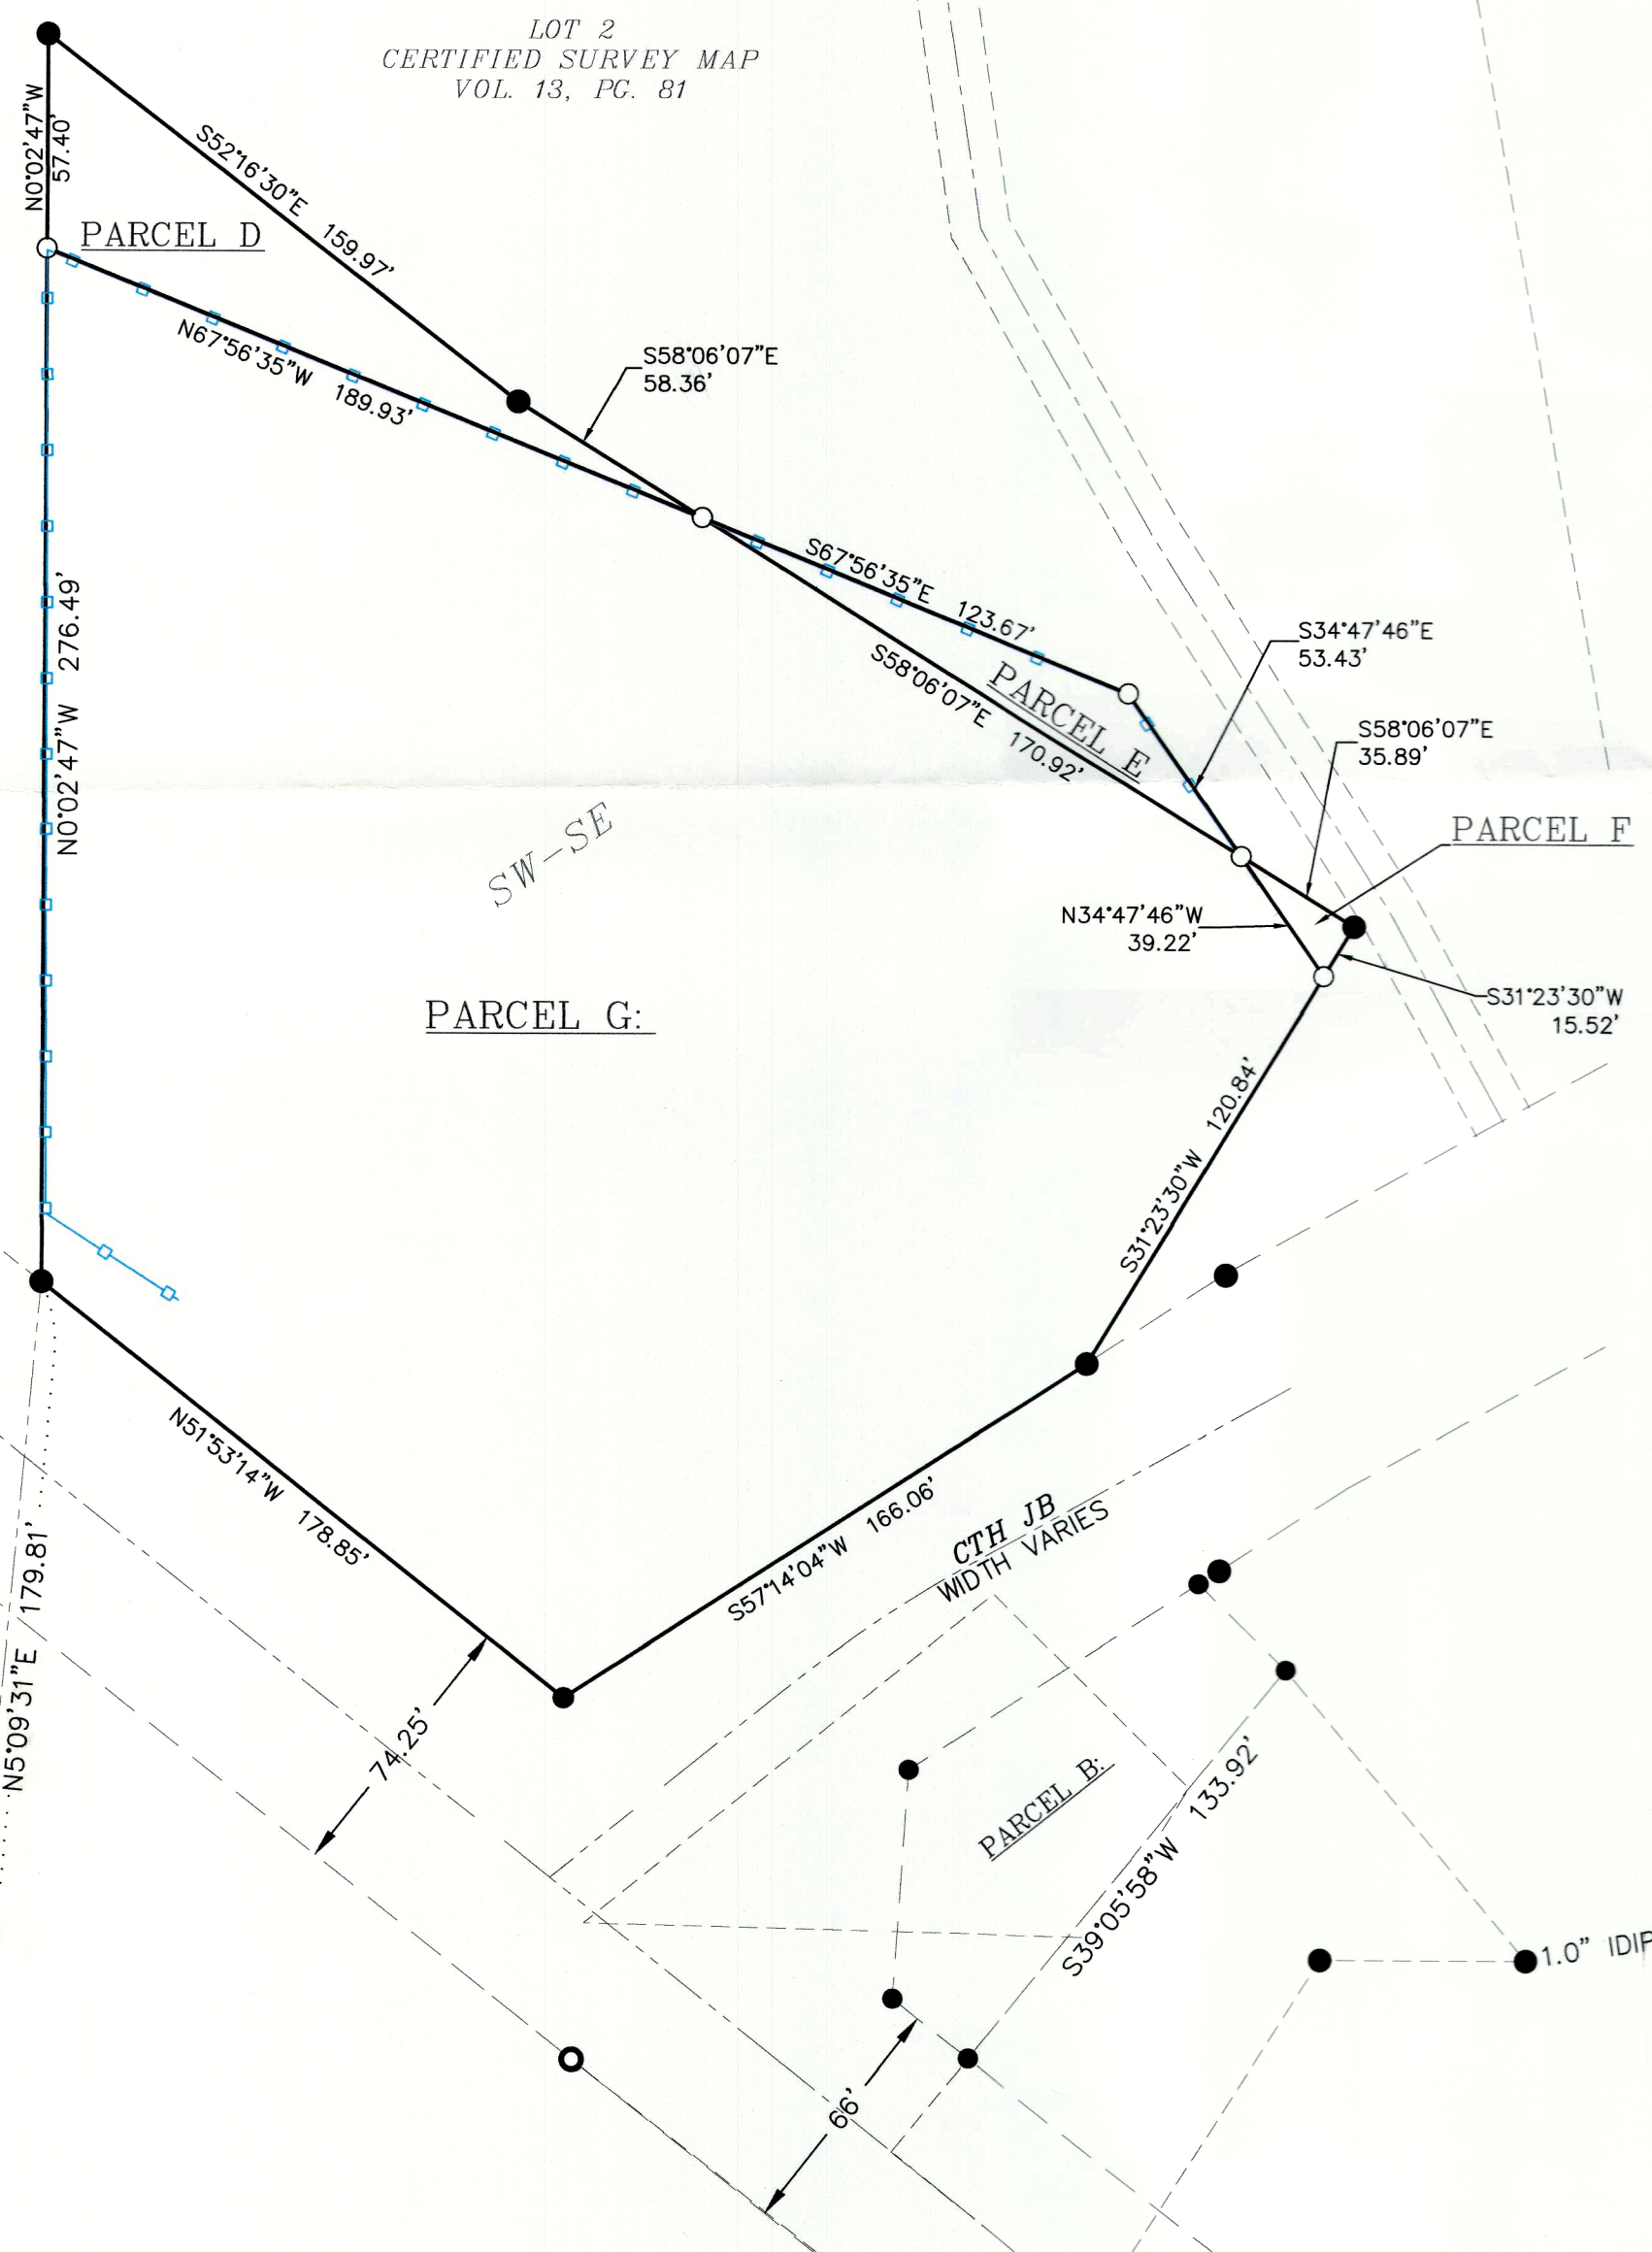 LOT 2
CERTIFIED SURVEY MAP
VOL. 13, PG. 81
N0°02'47"W
57.40'
S52°16'30"E 159.97'
PARCEL D
N67°56'35"W 189.93'
S58°06'07"E
58.36'
S67°56'35"E 123.67'
S58°06'07"E 170.92'
PARCEL E
S34°47'46"E
53.43'
S58°06'07"E
35.89'
PARCEL F
N0°02'47"W 276.49'
SW-SE
N34°47'46"W
39.22'
S31°23'30"W
15.52'
PARCEL G:
S31°23'30"W 120.84'
N51°53'14"W 178.85'
S57°14'04"W 166.06'
CTH JB
WIDTH VARIES
N5°09'31"E 179.81'
74.25'
PARCEL B:
S39°05'58"W 133.92'
1.0" IDIP
66'